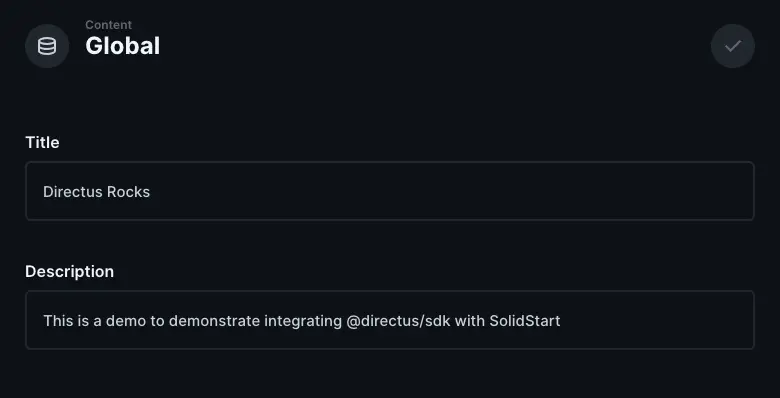 Content
Global
Title
Directus Rocks
Description
This is a demo to demonstrate integrating @directus/sdk with SolidStart